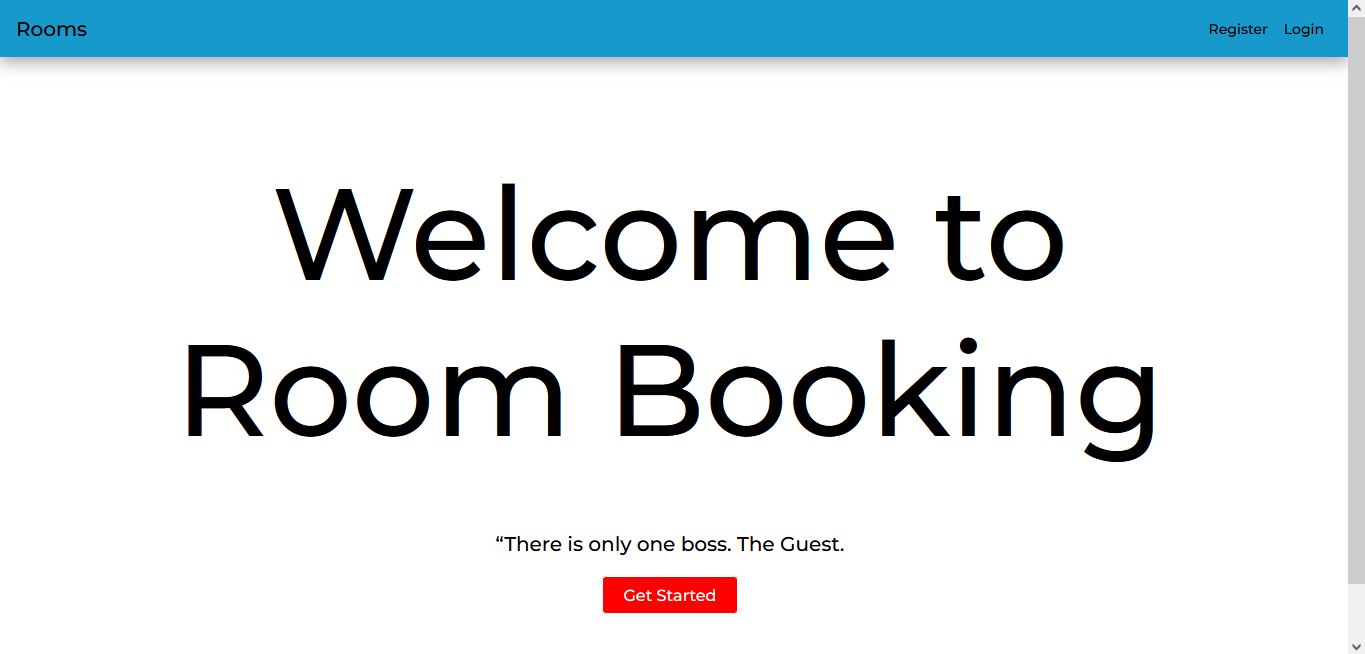 Rooms
Register Login
Welcome to
Room Booking
“There is only one boss. The Guest.
Get Started